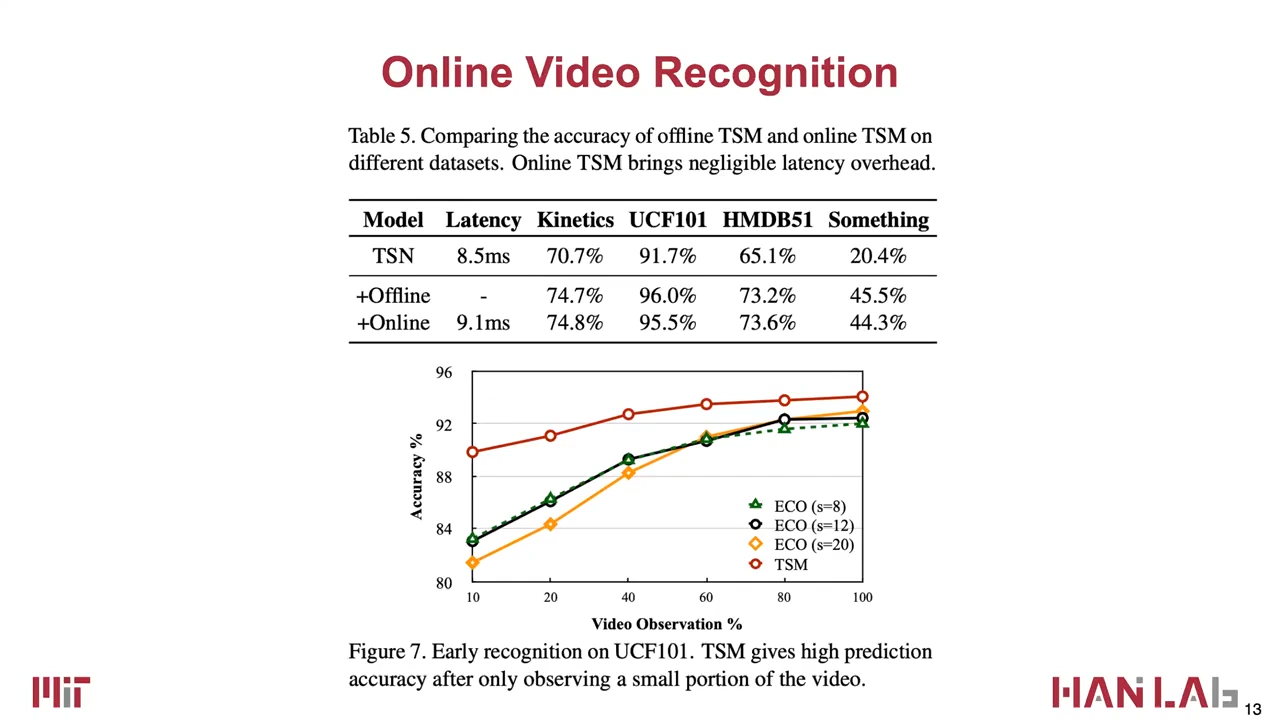 Online Video Recognition
Table 5. Comparing the accuracy of offline TSM and online TSM on
different datasets. Online TSM brings negligible latency overhead.
Model Latency Kinetics UCF101 HMDB51 Something
TSN 8.5ms 70.7% 91.7% 65.1% 20.4%
+Offline - 74.7% 96.0% 73.2% 45.5%
+Online 9.1ms 74.8% 95.5% 73.6% 44.3%
96
92
88
84
80
Accuracy %
ECO (s=8)
ECO (s=12)
ECO (s=20)
TSM
10 20 40 60 80 100
Video Observation %
Figure 7. Early recognition on UCF101. TSM gives high prediction
accuracy after only observing a small portion of the video.
MIT
HAN LAb
13